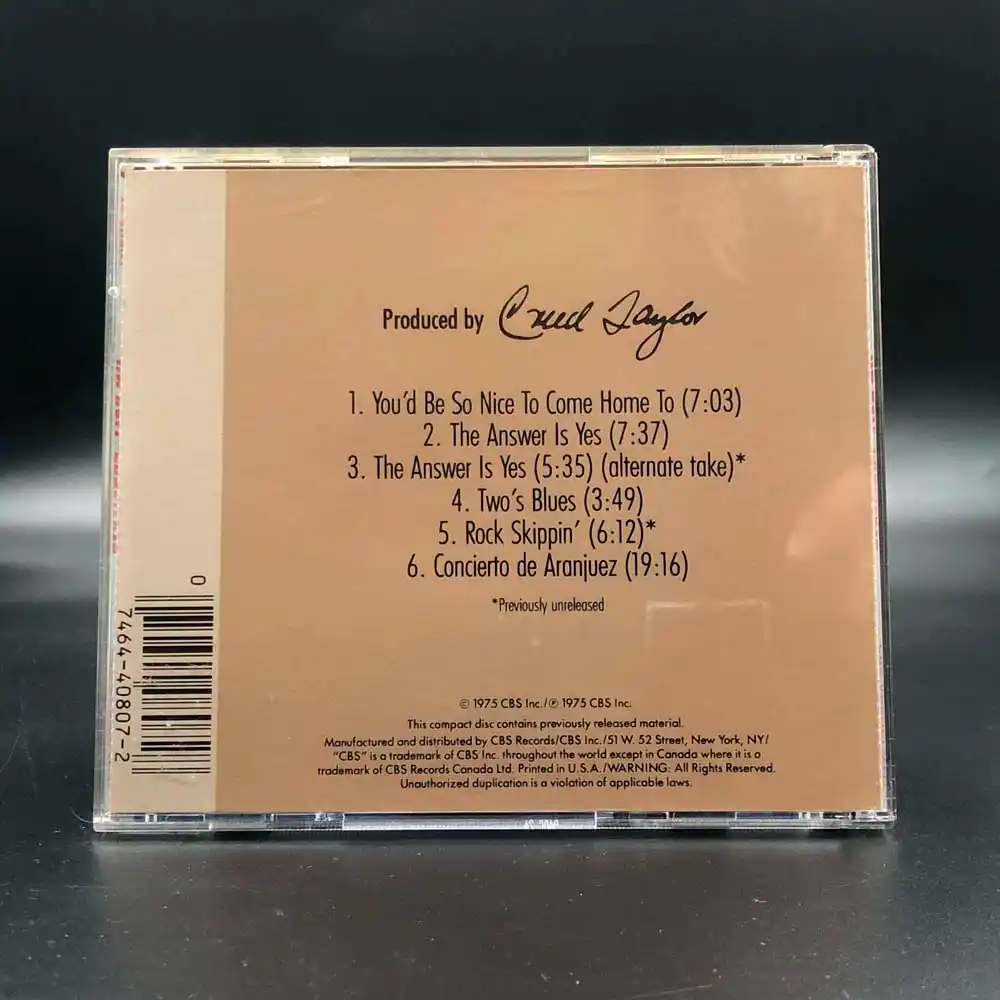 Produced by Creed Taylor
1. You'd Be So Nice To Come Home To (7:03)
2. The Answer Is Yes (7:37)
3. The Answer Is Yes (5:35) (alternate take)*
4. Two's Blues (3:49)
5. Rock Skippin' (6:12)*
6. Concierto de Aranjuez (19:16)
*Previously unreleased
© 1975 CBS Inc./℗ 1975 CBS Inc.
This compact disc contains previously released material.
Manufactured and distributed by CBS Records/CBS Inc./51 W. 52 Street, New York, NY/
"CBS" is a trademark of CBS Inc. throughout the world except in Canada where it is a
trademark of CBS Records Canada Ltd. Printed in U.S.A./WARNING: All Rights Reserved.
Unauthorized duplication is a violation of applicable laws.
0
7464-40807-2